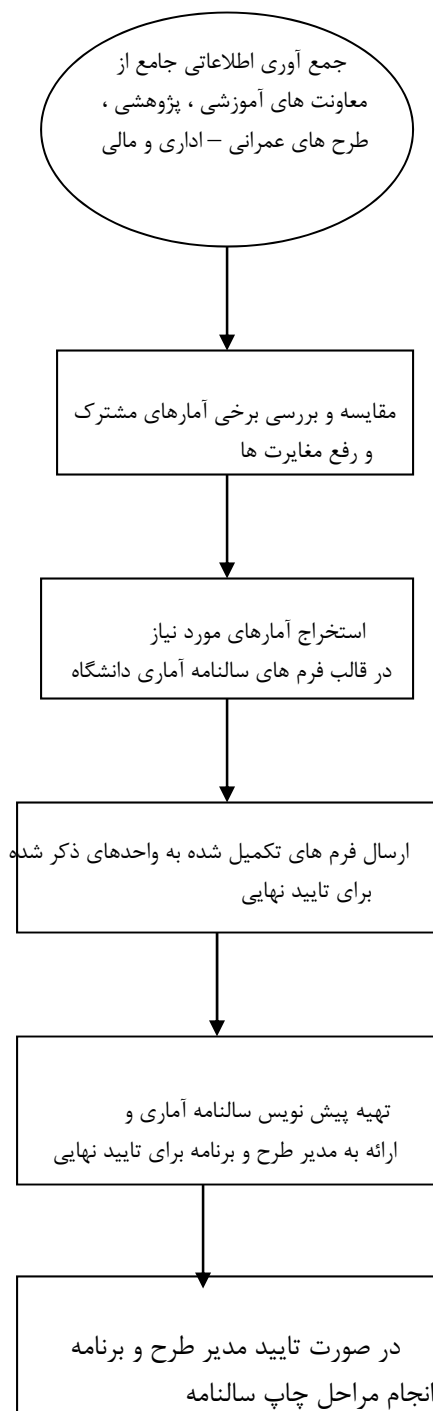 جمع آوری اطلاعاتی جامع از
معاونت های آموزشی ، پژوهشی ،
طرح های عمرانی – اداری و مالی
مقایسه و بررسی برخی آمارهای مشترک
و رفع مغایرت ها
استخراج آمارهای مورد نیاز
در قالب فرم های سالنامه آماری دانشگاه
ارسال فرم های تکمیل شده به واحدهای ذکر شده
برای تایید نهایی
تهیه پیش نویس سالنامه آماری و
ارائه به مدیر طرح و برنامه برای تایید نهایی
در صورت تایید مدیر طرح و برنامه
انجام مراحل چاپ سالنامه